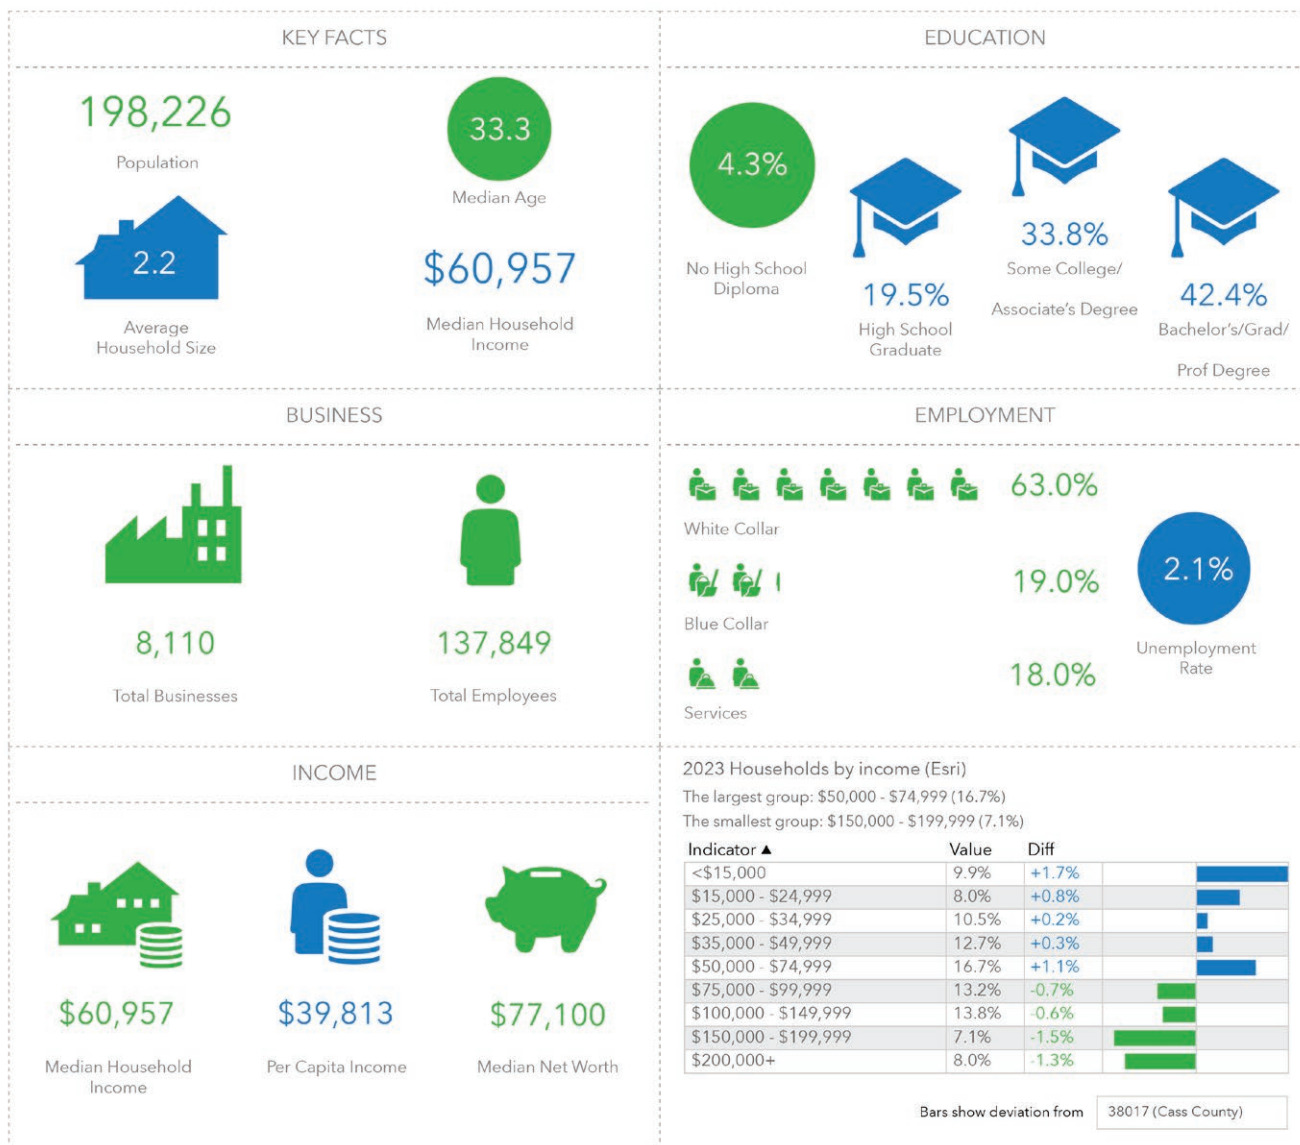 KEY FACTS
198,226
Population
33.3
Median Age
2.2
Average
Household Size
$60,957
Median Household
Income
EDUCATION
4.3%
No High School
Diploma
19.5%
High School
Graduate
33.8%
Some College/
Associate's Degree
42.4%
Bachelor's/Grad/
Prof Degree
BUSINESS
8,110
Total Businesses
137,849
Total Employees
EMPLOYMENT
63.0%
White Collar
19.0%
Blue Collar
18.0%
Services
2.1%
Unemployment
Rate
INCOME
$60,957
Median Household
Income
$39,813
Per Capita Income
$77,100
Median Net Worth
2023 Households by income (Esri)
The largest group: $50,000 - $74,999 (16.7%)
The smallest group: $150,000 - $199,999 (7.1%)
Indicator ▲ Value Diff
<$15,000 9.9% +1.7%
$15,000 - $24,999 8.0% +0.8%
$25,000 - $34,999 10.5% +0.2%
$35,000 - $49,999 12.7% +0.3%
$50,000 - $74,999 16.7% +1.1%
$75,000 - $99,999 13.2% -0.7%
$100,000 - $149,999 13.8% -0.6%
$150,000 - $199,999 7.1% -1.5%
$200,000+ 8.0% -1.3%
Bars show deviation from 38017 (Cass County)